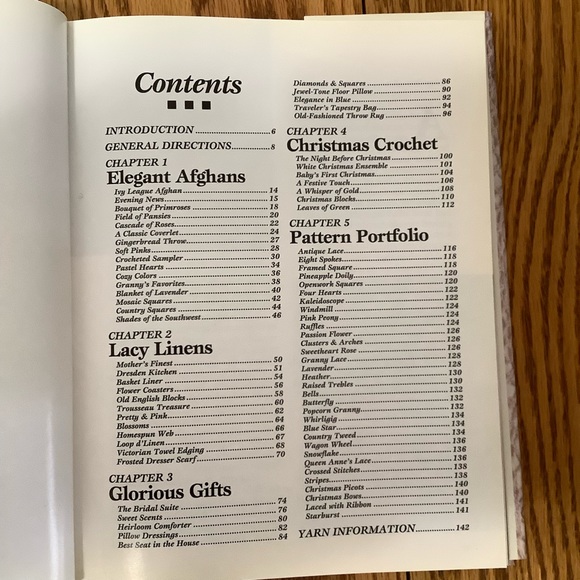 Contents
INTRODUCTION 6
GENERAL DIRECTIONS 8
CHAPTER 1
Elegant Afghans
Ivy League Afghan 14
Evening News 15
Bouquet of Primroses 18
Field of Pansies 20
Cascade of Roses 22
A Classic Coverlet 24
Gingerbread Throw 27
Soft Pinks 28
Crocheted Sampler 30
Pastel Hearts 34
Cozy Colors 36
Granny's Favorites 38
Blanket of Lavender 40
Mosaic Squares 42
Country Squares 44
Shades of the Southwest 46
CHAPTER 2
Lacy Linens
Mother's Finest 50
Dresden Kitchen 51
Basket Liner 54
Flower Coasters 56
Old English Blocks 58
Trousseau Treasure 60
Pretty & Pink 62
Blossoms 64
Homespun Web 66
Loop d'Linen 67
Victorian Towel Edging 68
Frosted Dresser Scarf 70
CHAPTER 3
Glorious Gifts
The Bridal Suite 74
Sweet Scents 76
Heirloom Comforter 80
Pillow Dressings 82
Best Seat in the House 84
Diamonds & Squares 86
Jewel-Tone Floor Pillow 90
Elegance in Blue 92
Traveler's Tapestry Bag 94
Old-Fashioned Throw Rug 96
CHAPTER 4
Christmas Crochet
The Night Before Christmas 100
White Christmas Ensemble 101
Baby's First Christmas 104
A Festive Touch 106
A Whisper of Gold 108
Christmas Blocks 110
Leaves of Green 112
CHAPTER 5
Pattern Portfolio
Antique Lace 116
Eight Spokes 118
Framed Square 118
Pineapple Doily 120
Openwork Squares 120
Four Hearts 122
Kaleidoscope 122
Windmill 124
Pink Peony 124
Ruffles 124
Passion Flower 126
Clusters & Arches 126
Sweetheart Rose 126
Granny Lace 128
Lavender 128
Heather 130
Raised Trebles 130
Bells 132
Butterfly 132
Popcorn Granny 132
Whirligig 134
Blue Star 134
Country Tweed 134
Wagon Wheel 136
Snowflake 136
Queen Anne's Lace 136
Crossed Stitches 138
Stripes 138
Christmas Picots 140
Christmas Bows 140
Laced with Ribbon 141
Starburst 141
YARN INFORMATION 142